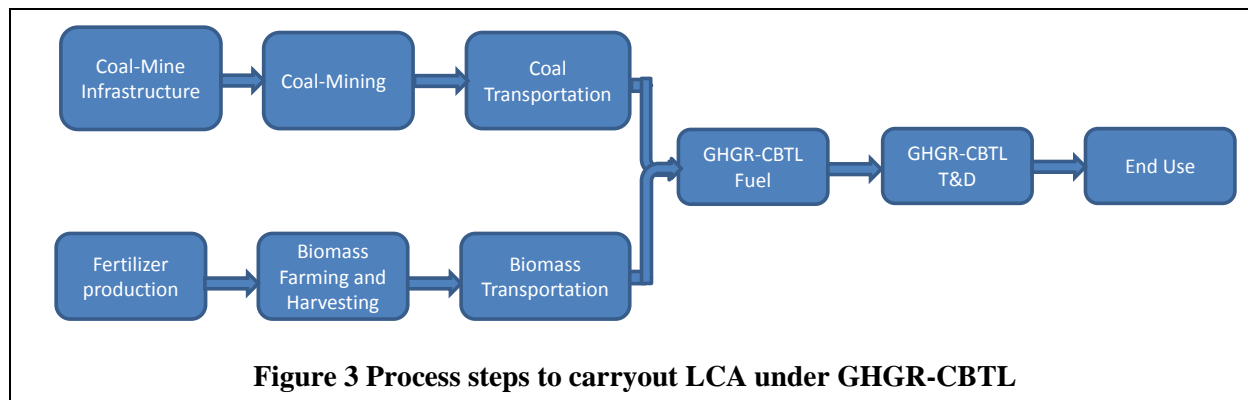 Coal-Mine
Infrastructure
Coal-Mining
Coal
Transportation
GHGR-CBTL
Fuel
GHGR-CBTL
T&D
End Use
Fertilizer
production
Biomass
Farming and
Harvesting
Biomass
Transportation
Figure 3 Process steps to carryout LCA under GHGR-CBTL